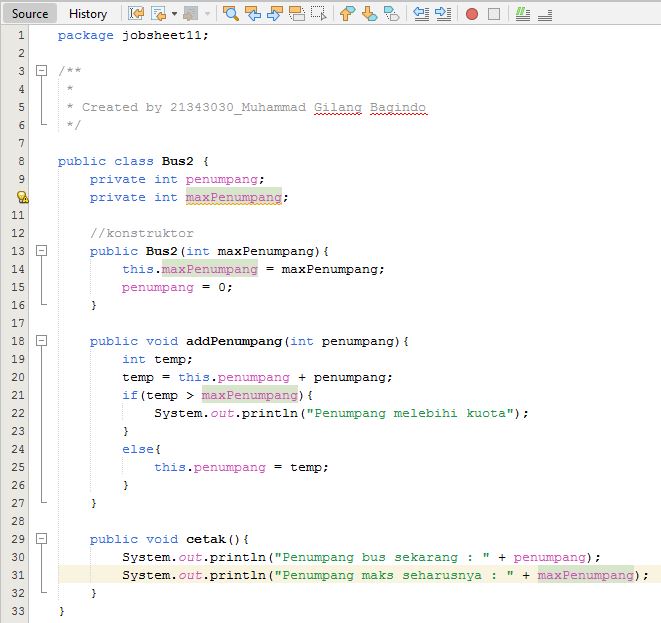 Source History
1 package jobsheet11;
2
3 /**
4  *
5  * Created by 21343030_Muhammad Gilang Bagindo
6  */
7
8 public class Bus2 {
9     private int penumpang;
    private int maxPenumpang;
11
12     //konstruktor
13     public Bus2(int maxPenumpang){
14         this.maxPenumpang = maxPenumpang;
15         penumpang = 0;
16     }
17
18     public void addPenumpang(int penumpang){
19         int temp;
20         temp = this.penumpang + penumpang;
21         if(temp > maxPenumpang){
22             System.out.println("Penumpang melebihi kuota");
23         }
24         else{
25             this.penumpang = temp;
26         }
27     }
28
29     public void cetak(){
30         System.out.println("Penumpang bus sekarang : " + penumpang);
31         System.out.println("Penumpang maks seharusnya : " + maxPenumpang);
32     }
33 }